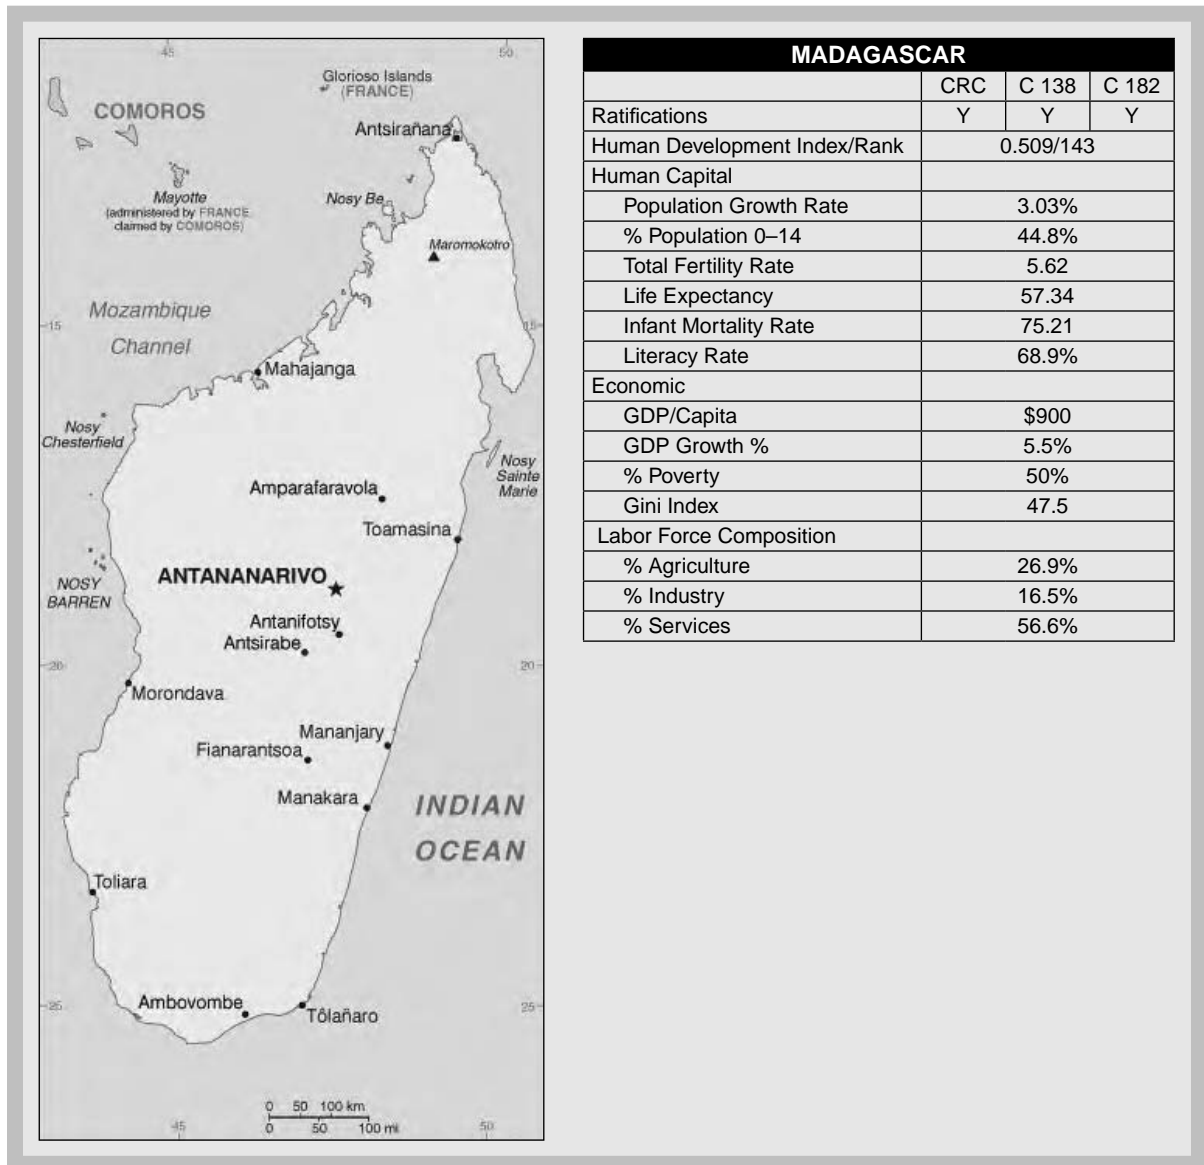 45
50
Glorioso Islands
(FRANCE)
COMOROS
Antsirañana
Mayotte
(administered by FRANCE,
claimed by COMOROS)
Nosy Be
Maromokotro
Mozambique
Channel
15
15
Mahajanga
Nosy
Chesterfield
Nosy
Sainte
Marie
Amparafaravola
Toamasina
ANTANANARIVO
NOSY
BARREN
Antanifotsy
Antsirabe
20
20
Morondava
Mananjary
Fianarantsoa
Manakara
INDIAN
OCEAN
Toliara
25
25
Ambovombe
Tôlañaro
0 50 100 km
0 50 100 mi
45
50
MADAGASCAR
CRC C 138 C 182
Ratifications Y Y Y
Human Development Index/Rank 0.509/143
Human Capital
Population Growth Rate 3.03%
% Population 0–14 44.8%
Total Fertility Rate 5.62
Life Expectancy 57.34
Infant Mortality Rate 75.21
Literacy Rate 68.9%
Economic
GDP/Capita $900
GDP Growth % 5.5%
% Poverty 50%
Gini Index 47.5
Labor Force Composition
% Agriculture 26.9%
% Industry 16.5%
% Services 56.6%